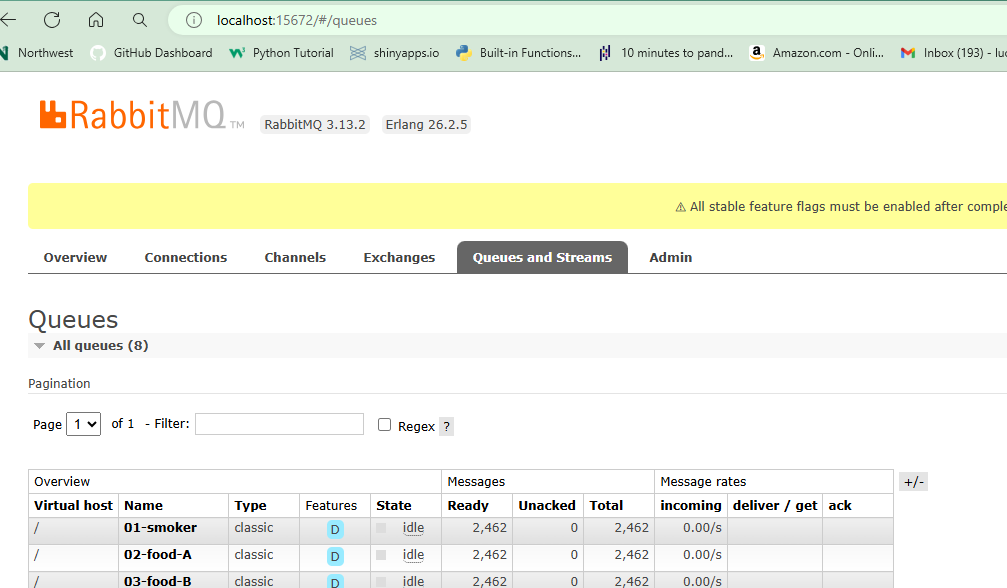 localhost:15672/#/queues
Northwest GitHub Dashboard Python Tutorial shinyapps.io Built-in Functions... 10 minutes to pand... Amazon.com - Onli... Inbox (193) -
RabbitMQ TM RabbitMQ 3.13.2 Erlang 26.2.5
⚠ All stable feature flags must be enabled after comple
Overview Connections Channels Exchanges Queues and Streams Admin
Queues
All queues (8)
Pagination
Page 1 of 1 - Filter: Regex ?
Overview Messages Message rates +/-
Virtual host Name Type Features State Ready Unacked Total incoming deliver / get ack
/ 01-smoker classic D idle 2,462 0 2,462 0.00/s
/ 02-food-A classic D idle 2,462 0 2,462 0.00/s
/ 03-food-B classic D idle 2,462 0 2,462 0.00/s